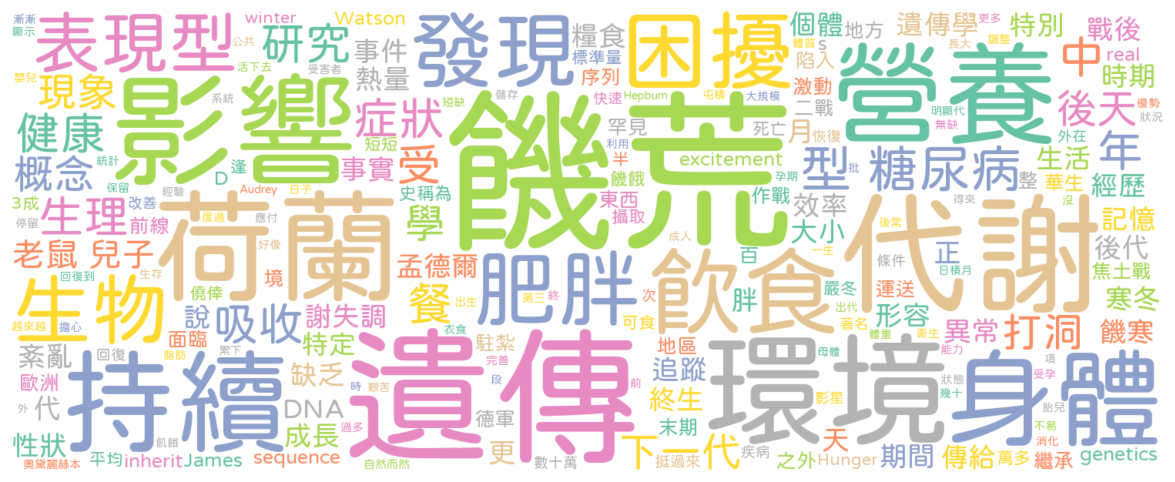 漸漸
顯示
表現型
winter
公共
研究
活下去
受害者
Watson
事件
熱量
發現
糧食
標準量
序列
快速
Hepburn
困擾
屯積
個體
體質
s
陷入
激動
大規模
地方
二戰
遺傳學
更多
調整
長大
特別
中
戰後
real
時期
嬰兒
現象
影響
系統
症狀
短短
短缺
儲存
饑荒
罕見
利用
半
饑餓
excitement
死亡
月
恢復
孕期
營養
明顯代
無缺
後天
優勢
狀況
健康
概念
統計
保留
經驗
逢
D
Audrey
日子
改善
事實
受
史稱為
學
東西
攝取
作戰
批
型
效率
糖尿病
整
外在
生活
華生
沒
年
經歷
3成
停留
生理
前線
荷蘭
度過
應付
好像
大小
成人
百
一生
代謝
後常
得來
正
條件
日積月
記憶
後代
焦土戰
寒冬
老鼠
兒子
回復到
生存
僥倖
境
孟德爾
餐
出生
第三
終
肥胖
次
可食
飲食
胖
嚴冬
著名
出代
運送
形容
生物
越來越
擔心
面臨
脂肪
說
吸收
特定
累下
謝失調
衣食
駐紮
完善
段
地區
追蹤
母體
體重
衛生
能力
異常
打洞
饑寒
紊亂
歐洲
外
代
回復
持續
飢餓
缺乏
時
艱苦
DNA
過多
遺傳
德軍
前
終生
末期
環境
影星
狀態
幾十
項
受孕
胎兒
身體
性狀
奧黛麗赫本
平均
inherit
James
成長
sequence
自然而然
更
數十萬
挺過來
下一代
疾病
天
之外
Hunger
期間
不易
消化
傳給
萬多
繼承
genetics